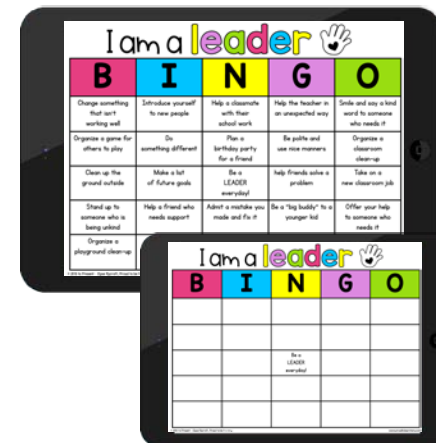 I am a leader
B I N G O
Change something Introduce yourself Help a classmate Help the teacher in Smile and say a kind
that isn't to new people with their an unexpected way word to someone
working well school work who needs it
Organize a game for Do Plan a Be polite and Organize a
others to play something different birthday party use nice manners classroom
for a friend clean-up
Clean up the Make a list Be a help friends solve a Take on a
ground outside of future goals LEADER problem new classroom job
everyday!
Stand up to Help a friend who Admit a mistake you Be a "big buddy" to a Offer your help
someone who is needs support made and fix it younger kid to someone who
being unkind needs it
Organize a
playground clean-up
I am a leader
B I N G O
Be a
LEADER
everyday!